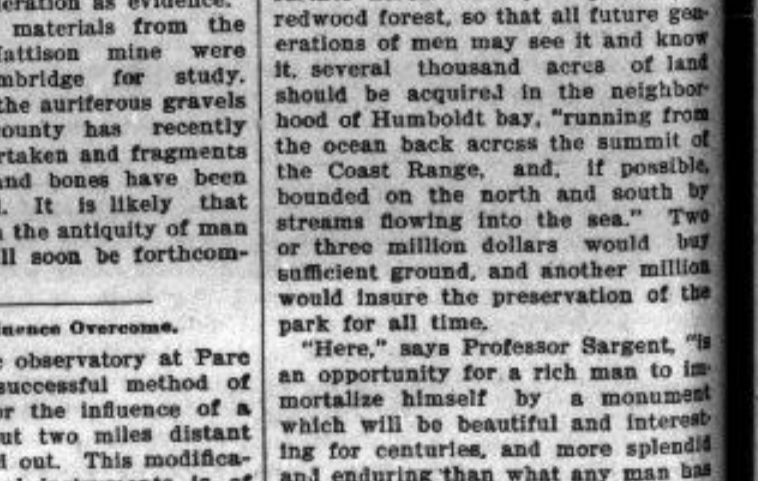 materials from the
Mattison mine were
for study.
the auriferous gravels
county has recently
and fragments
and bones have been
It is likely that
the antiquity of man
soon be forthcom-
Overcome.
observatory at Parc
successful method of
the influence of a
two miles distant
out. This modifica-
redwood forest, so that all future gen-
erations of men may see it and know
it, several thousand acres of land
should be acquired in the neighbor-
hood of Humboldt bay, "running from
the ocean back across the summit of
the Coast Range, and, if possible,
bounded on the north and south by
streams flowing into the sea." Two
or three million dollars would buy
sufficient ground, and another million
would insure the preservation of the
park for all time.
"Here," says Professor Sargent, "is
an opportunity for a rich man to im-
mortalize himself by a monument
which will be beautiful and interest-
ing for centuries, and more splendid
and enduring than what any man has